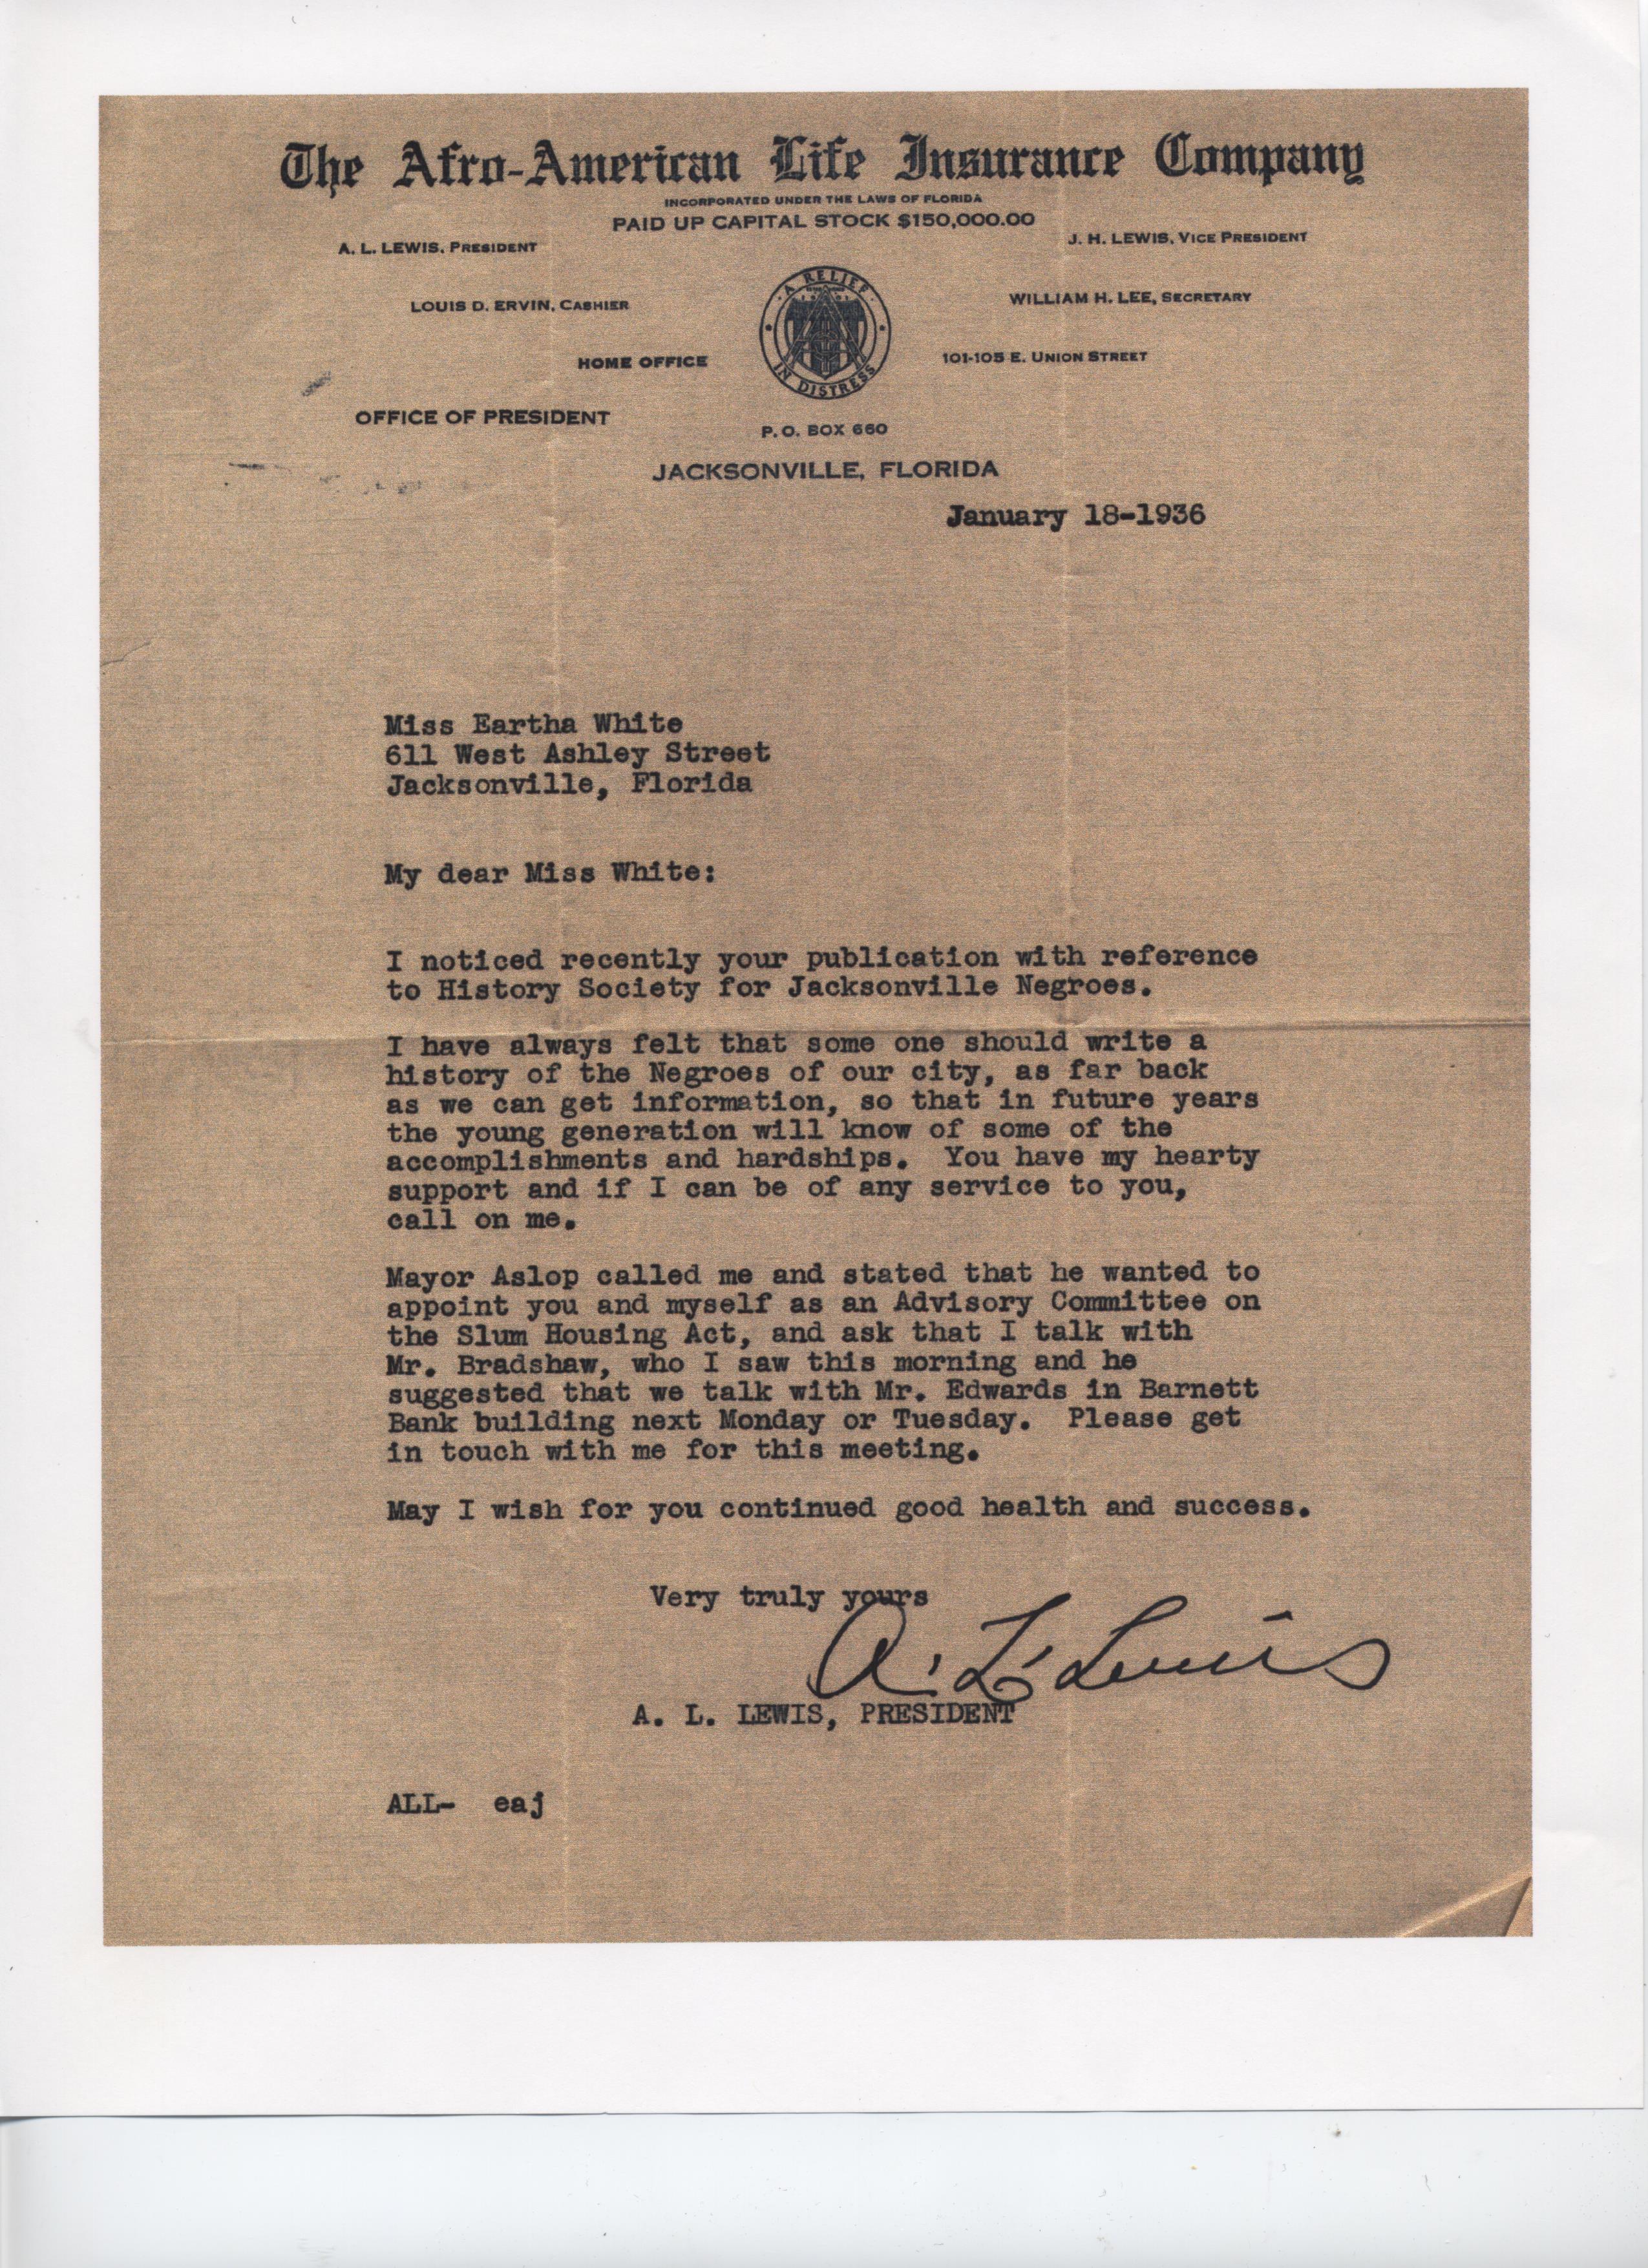 The Afro-American Life Insurance Company
INCORPORATED UNDER THE LAWS OF FLORIDA
PAID UP CAPITAL STOCK $150,000.00
A. L. LEWIS, PRESIDENT
J. H. LEWIS, VICE PRESIDENT
LOUIS D. ERVIN, CASHIER
WILLIAM H. LEE, SECRETARY
A RELIEF
IN DISTRESS
HOME OFFICE
101-105 E. UNION STREET
OFFICE OF PRESIDENT
P. O. BOX 660
JACKSONVILLE, FLORIDA
January 18-1936
Miss Eartha White
611 West Ashley Street
Jacksonville, Florida
My dear Miss White:
I noticed recently your publication with reference
to History Society for Jacksonville Negroes.
I have always felt that some one should write a
history of the Negroes of our city, as far back
as we can get information, so that in future years
the young generation will know of some of the
accomplishments and hardships. You have my hearty
support and if I can be of any service to you,
call on me.
Mayor Aslop called me and stated that he wanted to
appoint you and myself as an Advisory Committee on
the Slum Housing Act, and ask that I talk with
Mr. Bradshaw, who I saw this morning and he
suggested that we talk with Mr. Edwards in Barnett
Bank building next Monday or Tuesday. Please get
in touch with me for this meeting.
May I wish for you continued good health and success.
Very truly yours
A. L. Lewis
A. L. LEWIS, PRESIDENT
ALL- eaj